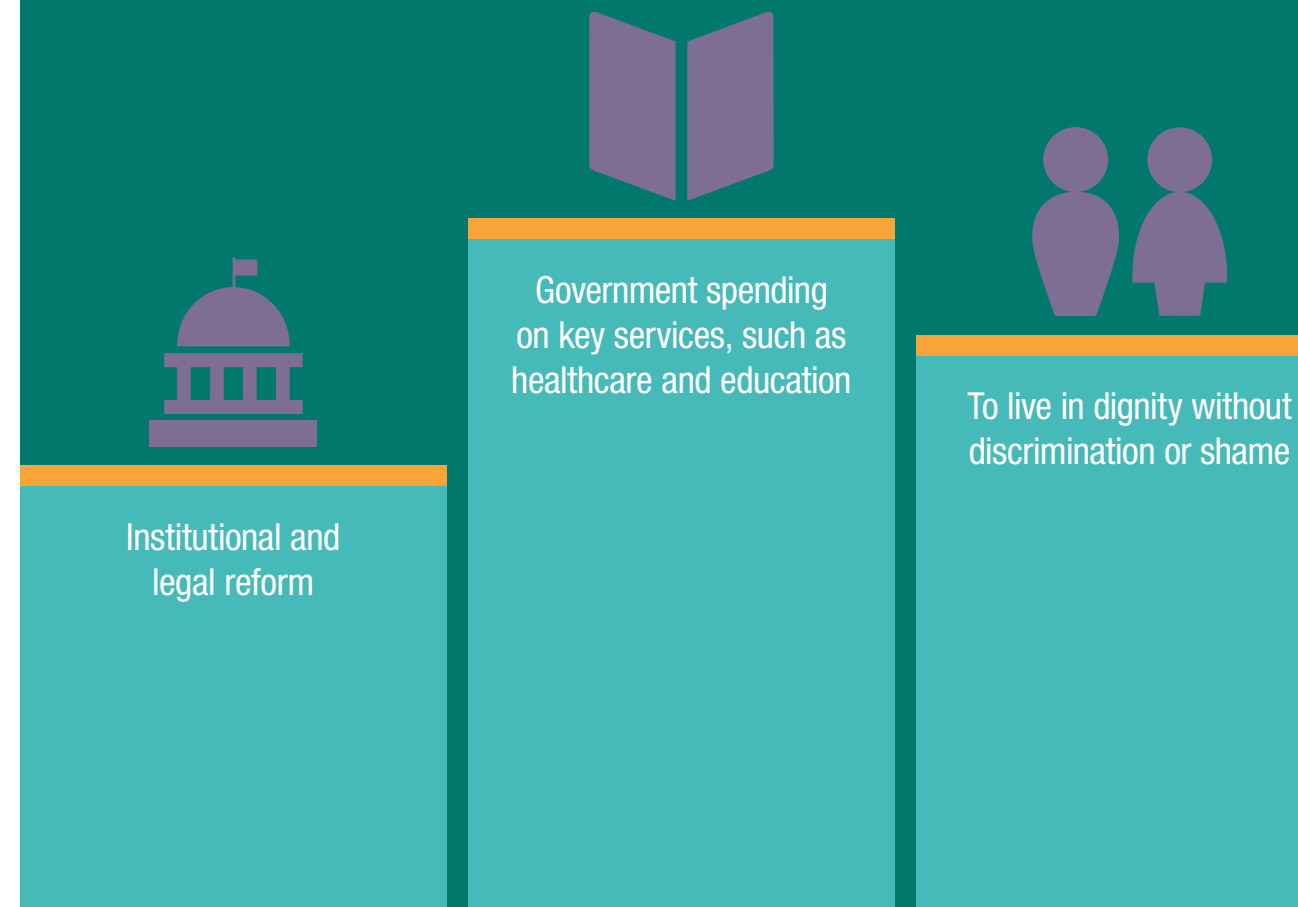 Institutional and
legal reform
Government spending
on key services, such as
healthcare and education
To live in dignity without
discrimination or shame